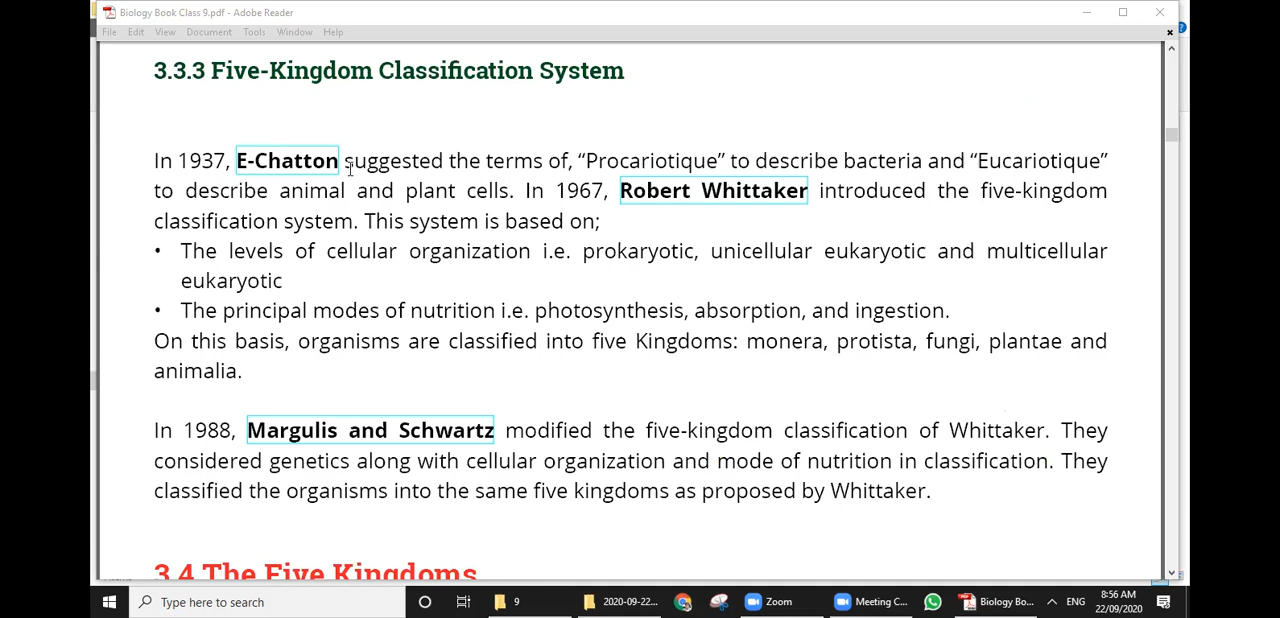 Biology Book Class 9.pdf - Adobe Reader
File Edit View Document Tools Window Help
3.3.3 Five-Kingdom Classification System
In 1937, E-Chatton suggested the terms of, “Procariotique” to describe bacteria and “Eucariotique”
to describe animal and plant cells. In 1967, Robert Whittaker introduced the five-kingdom
classification system. This system is based on;
• The levels of cellular organization i.e. prokaryotic, unicellular eukaryotic and multicellular
eukaryotic
• The principal modes of nutrition i.e. photosynthesis, absorption, and ingestion.
On this basis, organisms are classified into five Kingdoms: monera, protista, fungi, plantae and
animalia.
In 1988, Margulis and Schwartz modified the five-kingdom classification of Whittaker. They
considered genetics along with cellular organization and mode of nutrition in classification. They
classified the organisms into the same five kingdoms as proposed by Whittaker.
3.4 The Five Kingdoms
Type here to search 9 2020-09-22... Zoom Meeting C... Biology Bo... ENG 8:56 AM
22/09/2020